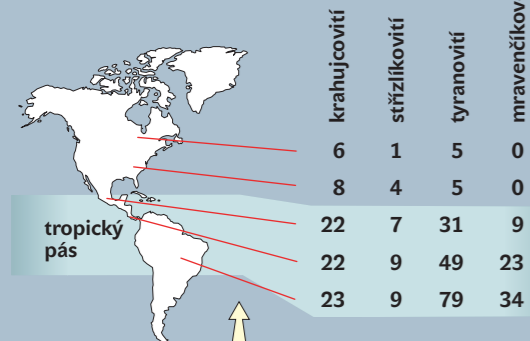 krahujcovití střízlíkovití tyranovití mravenčíkov
6 1 5 0
8 4 5 0
22 7 31 9
tropický
pás
22 9 49 23
23 9 79 34